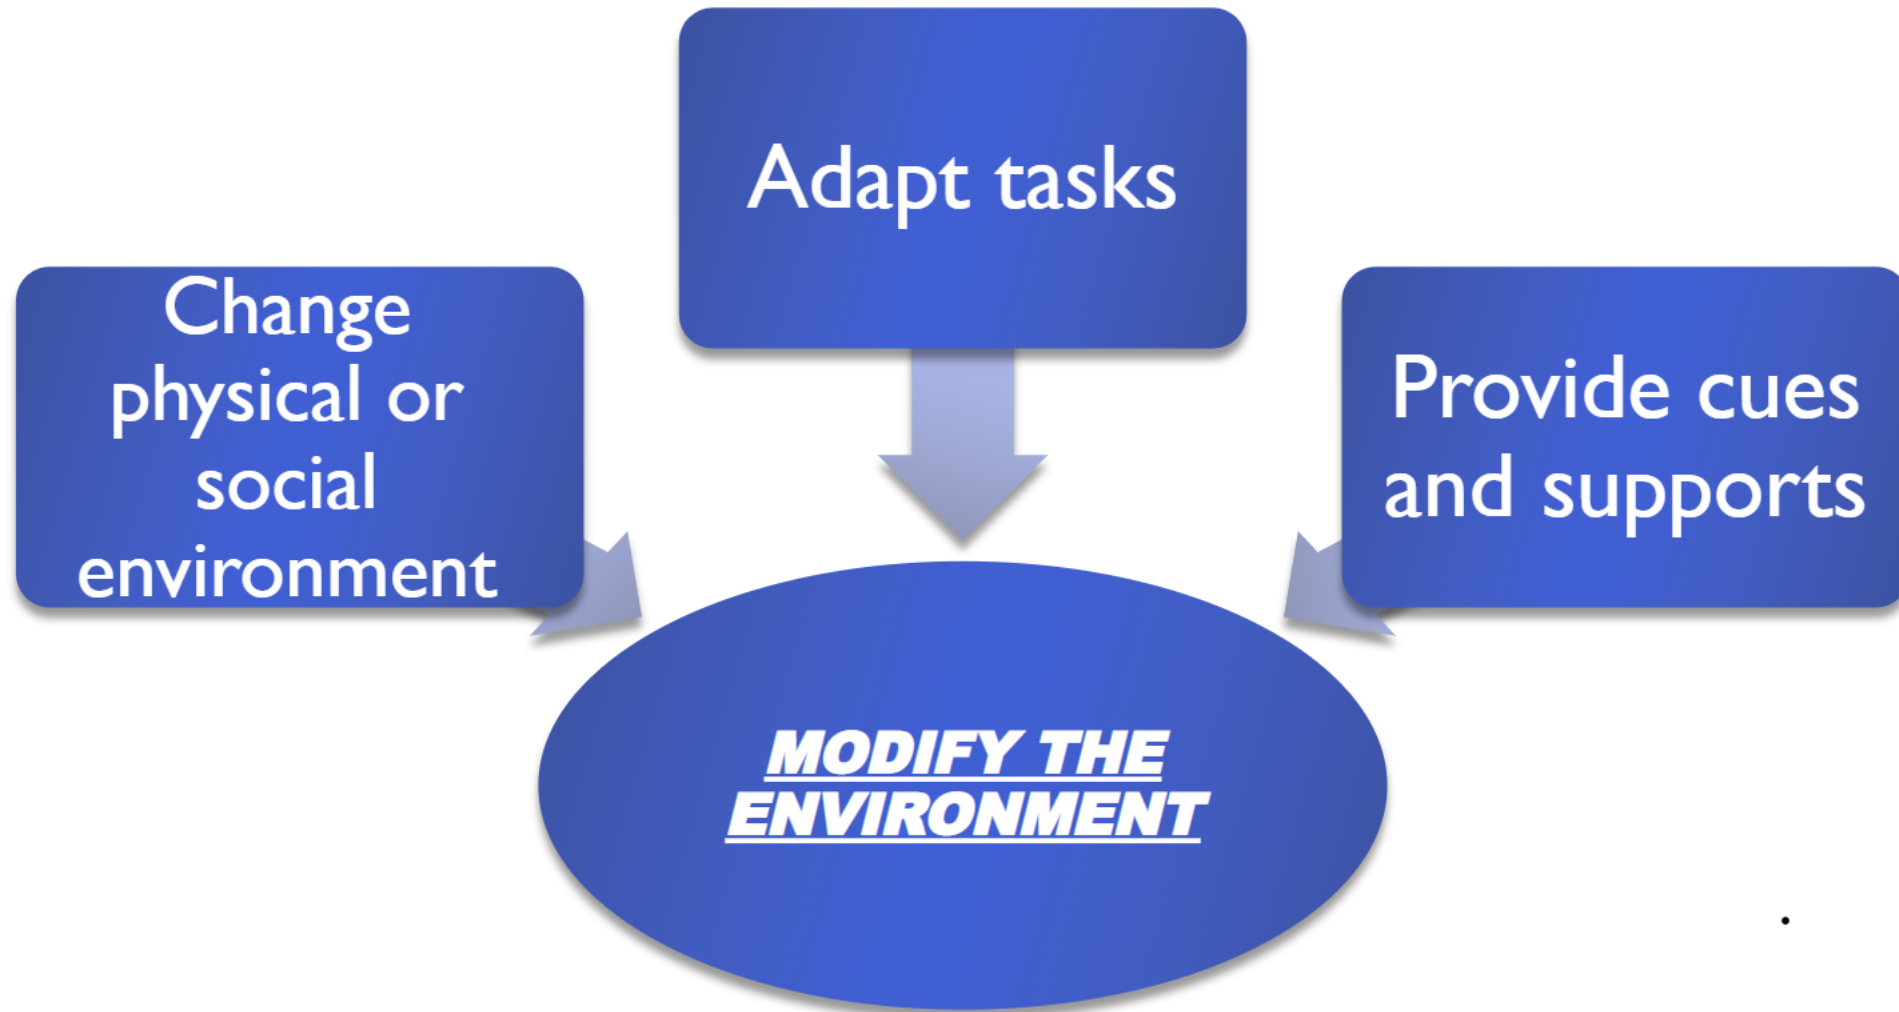 Adapt tasks
Change
physical or
social
environment
Provide cues
and supports
MODIFY THE
ENVIRONMENT
.